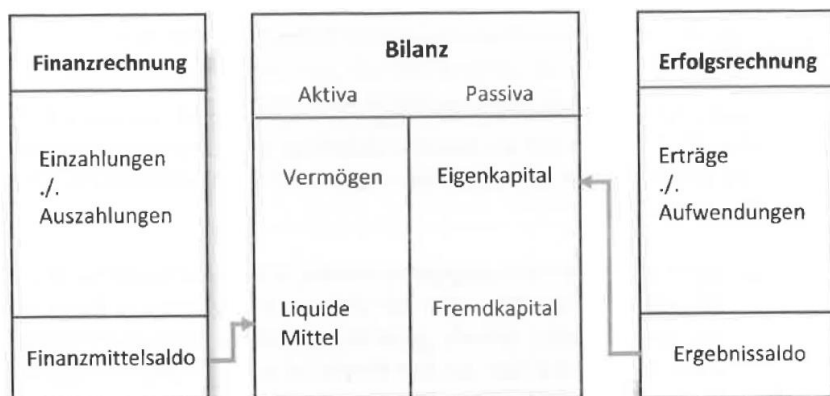 Finanzrechnung
Einzahlungen
./.
Auszahlungen
Finanzmittelsaldo
Bilanz
Aktiva
Passiva
Vermögen
Eigenkapital
Liquide
Mittel
Fremdkapital
Erfolgsrechnung
Erträge
./.
Aufwendungen
Ergebnissaldo